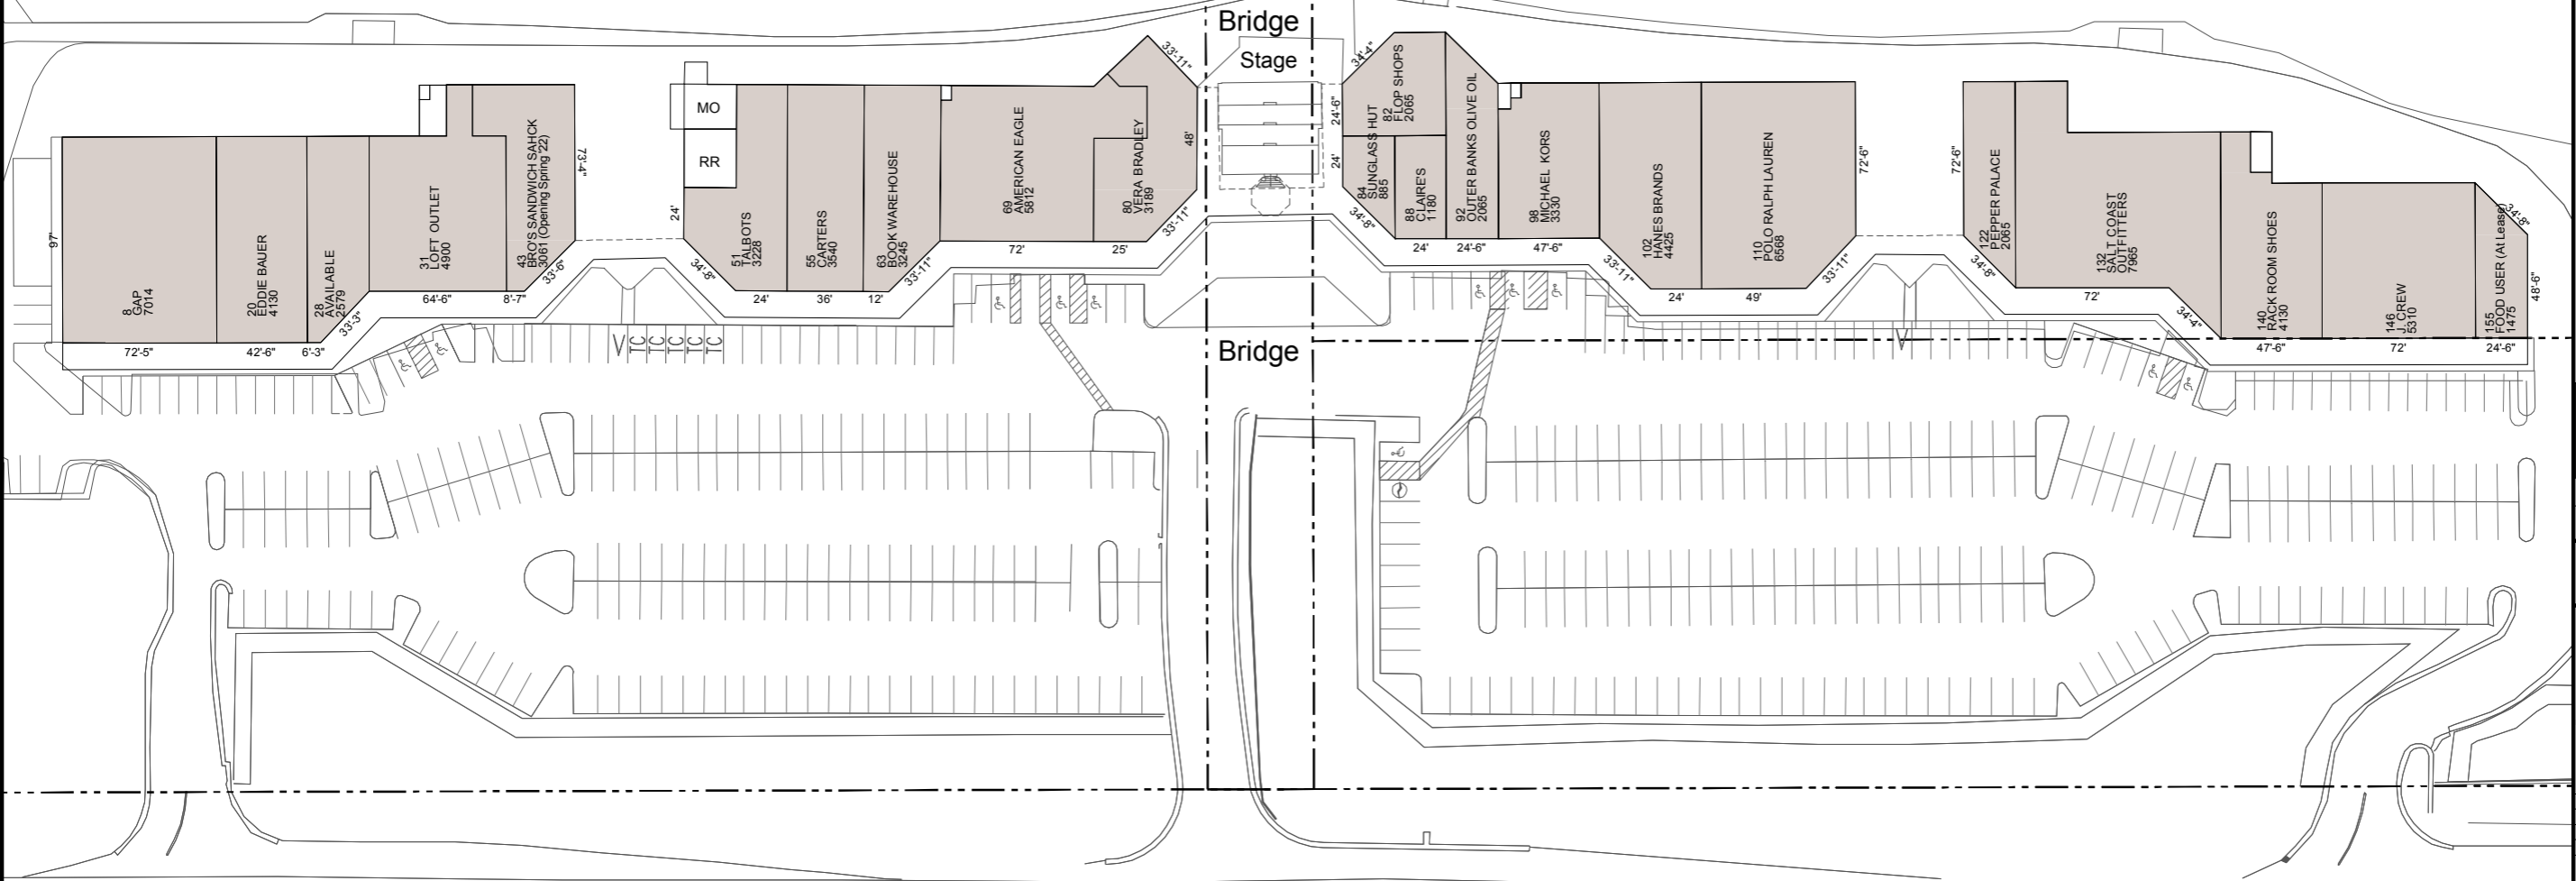 Bridge
Stage
8
GAP
7014
20
EDDIE BAUER
4130
28
AVAILABLE
2579
31
LOFT OUTLET
4900
43
BRO'S SANDWICH SAHCK
3061 (Opening Spring '22)
MO
RR
51
TALBOTS
3228
55
CARTERS
3540
63
BOOK WAREHOUSE
3245
69
AMERICAN EAGLE
5812
80
VERA BRADLEY
3189
82
FLOP SHOPS
2065
84
SUNGLASS HUT
885
88
CLAIRE'S
1180
92
OUTER BANKS OLIVE OIL
2065
98
MICHAEL KORS
3330
102
HANES BRANDS
4425
110
POLO RALPH LAUREN
6568
122
PEPPER PALACE
2065
132
SALT COAST
OUTFITTERS
7965
140
RACK ROOM SHOES
4130
146
J. CREW
5310
155
FOOD USER (At Lease)
1475
97'
72'-5"
42'-6"
6'-3"
33'-3"
64'-6"
8'-7"
33'-6"
73'-4"
24'
34'-8"
24'
36'
12'
33'-11"
72'
25'
33'-11"
48'
33'-11"
34'-4"
24'-6"
24'
34'-8"
24'
24'-6"
47'-6"
33'-11"
24'
49'
33'-11"
72'-6"
72'-6"
34'-8"
72'
34'-4"
47'-6"
72'
24'-6"
48'-6"
34'-8"
V
TC
TC
TC
TC
TC
Bridge
V